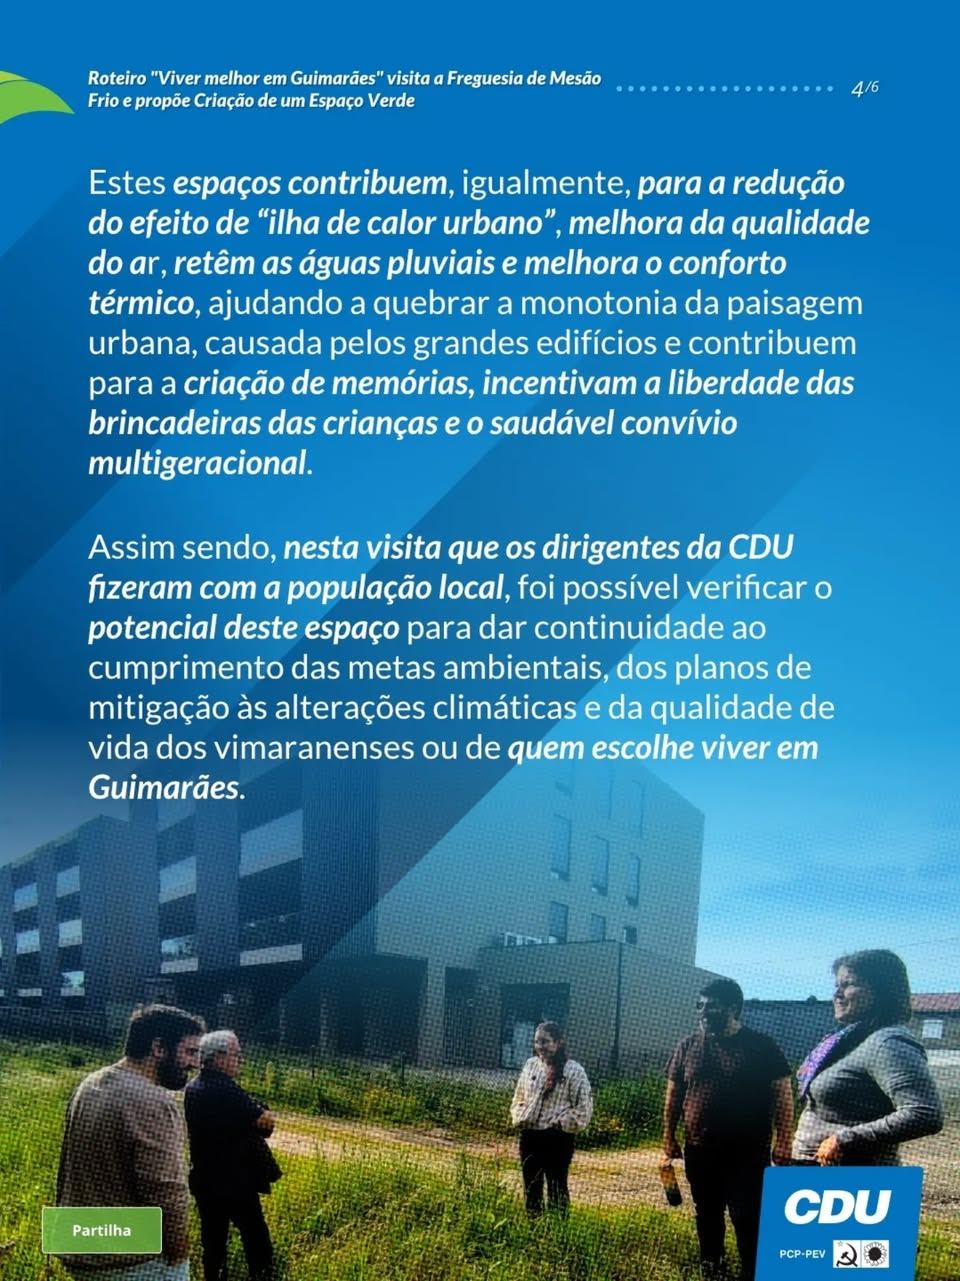 Roteiro "Viver melhor em Guimarães" visita a Freguesia de Mesão
Frio e propõe Criação de um Espaço Verde
4/6
Estes espaços contribuem, igualmente, para a redução
do efeito de “ilha de calor urbano”, melhora da qualidade
do ar, retêm as águas pluviais e melhora o conforto
térmico, ajudando a quebrar a monotonia da paisagem
urbana, causada pelos grandes edifícios e contribuem
para a criação de memórias, incentivam a liberdade das
brincadeiras das crianças e o saudável convívio
multigeracional.
Assim sendo, nesta visita que os dirigentes da CDU
fizeram com a população local, foi possível verificar o
potencial deste espaço para dar continuidade ao
cumprimento das metas ambientais, dos planos de
mitigação às alterações climáticas e da qualidade de
vida dos vimaranenses ou de quem escolhe viver em
Guimarães.
Partilha
CDU
PCP-PEV